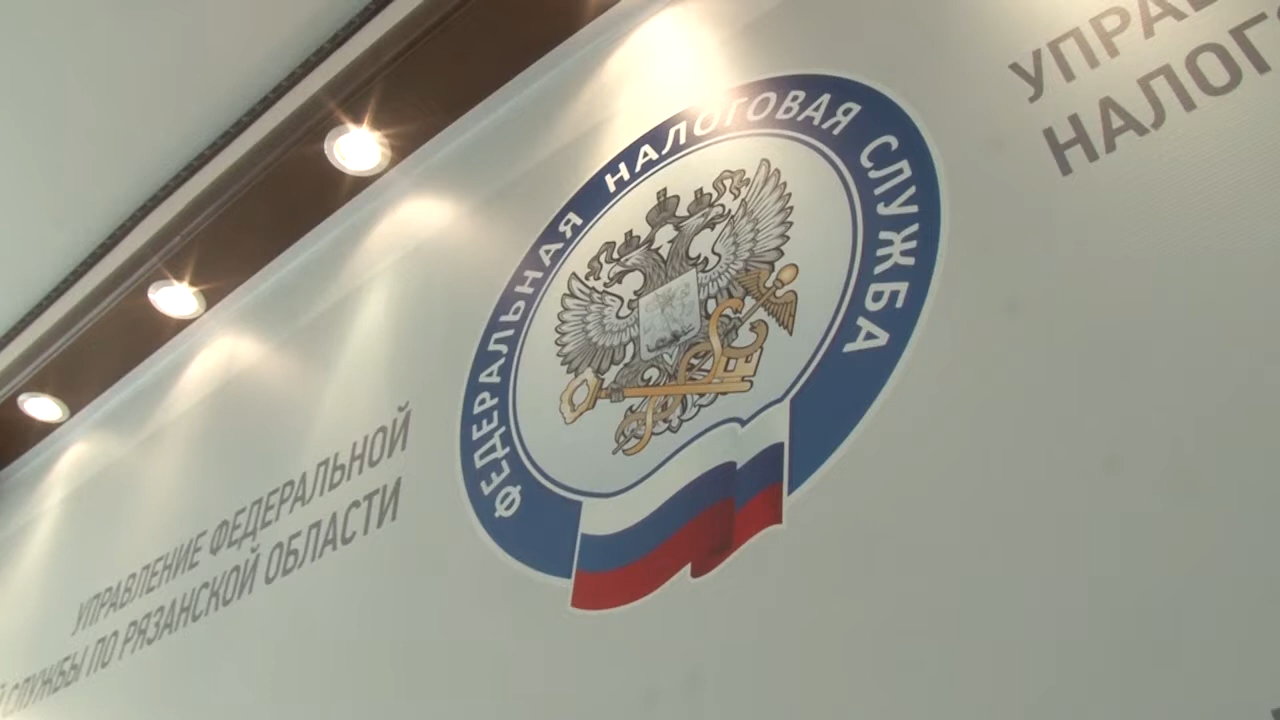 ФЕДЕРАЛЬНАЯ НАЛОГОВАЯ СЛУЖБА
УПРАВЛЕНИЕ ФЕДЕРАЛЬНОЙ
СЛУЖБЫ ПО РЯЗАНСКОЙ ОБЛАСТИ
УПРАВ
НАЛОГ